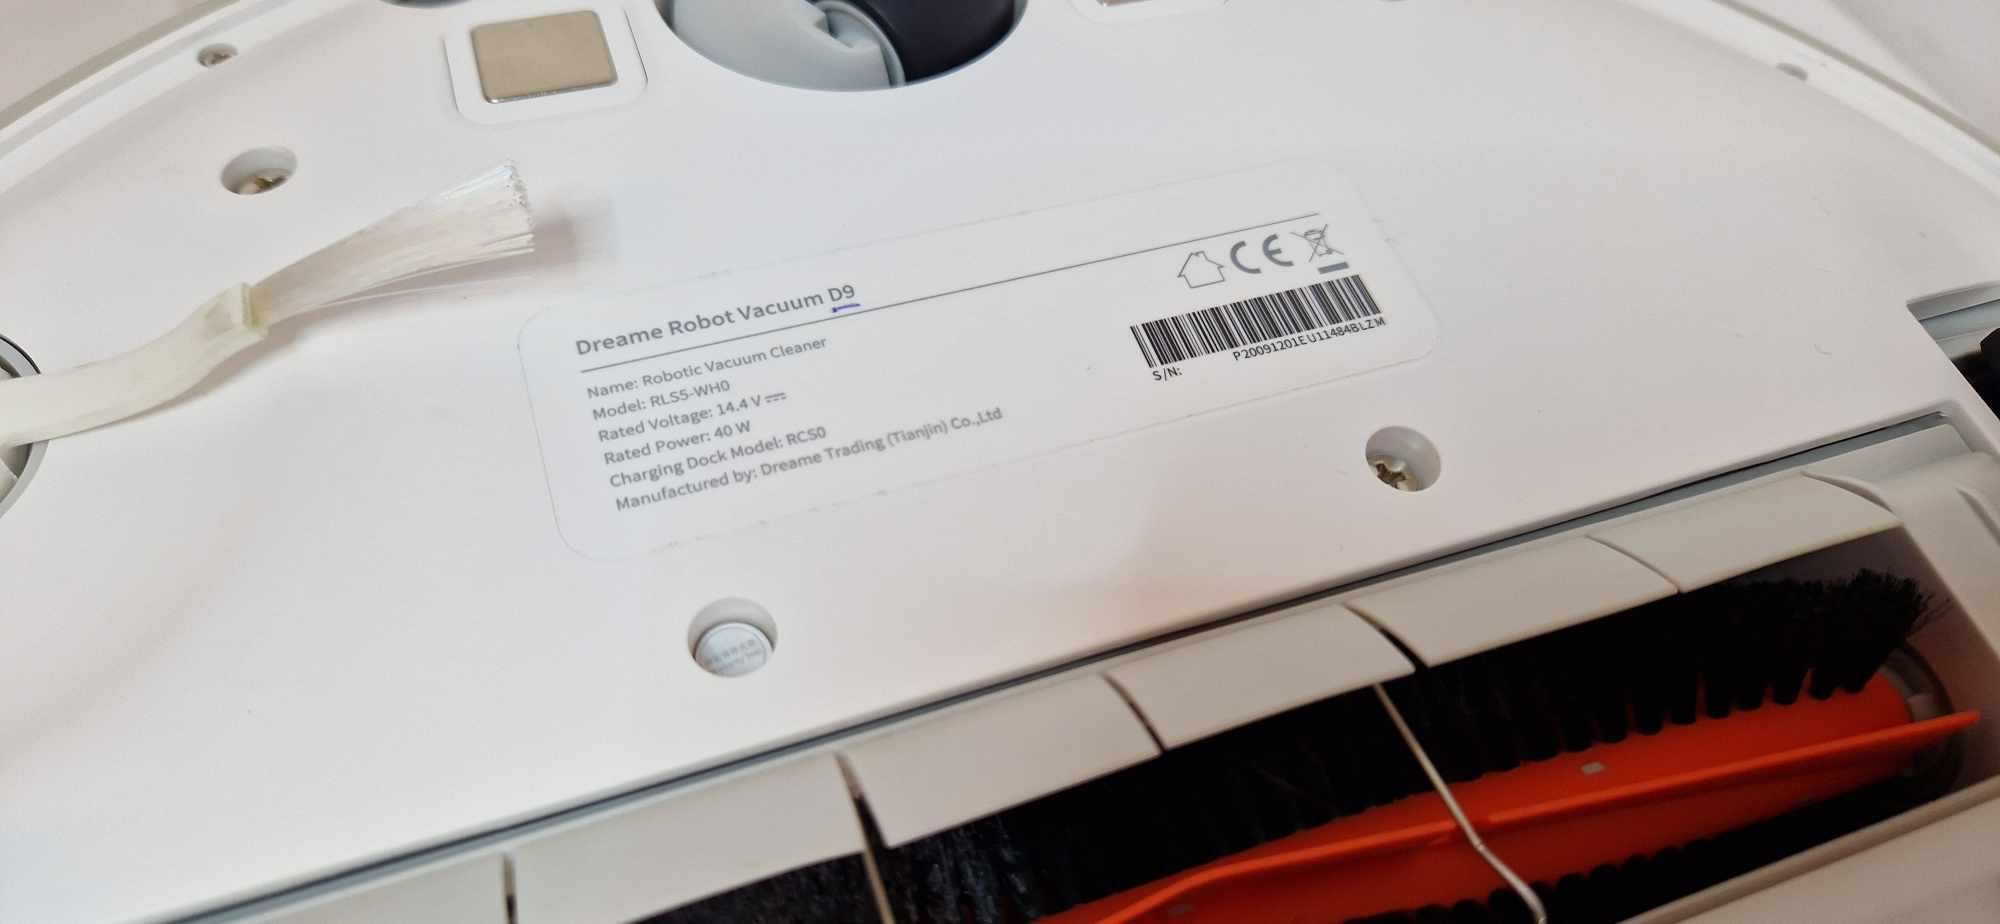 Dreame Robot Vacuum D9
Name: Robotic Vacuum Cleaner
Model: RLS5-WH0
Rated Voltage: 14.4 V
Rated Power: 40 W
Charging Dock Model: RCS0
Manufactured by: Dreame Trading (Tianjin) Co.,Ltd
CE
S/N: P20091201EU11484BLZM